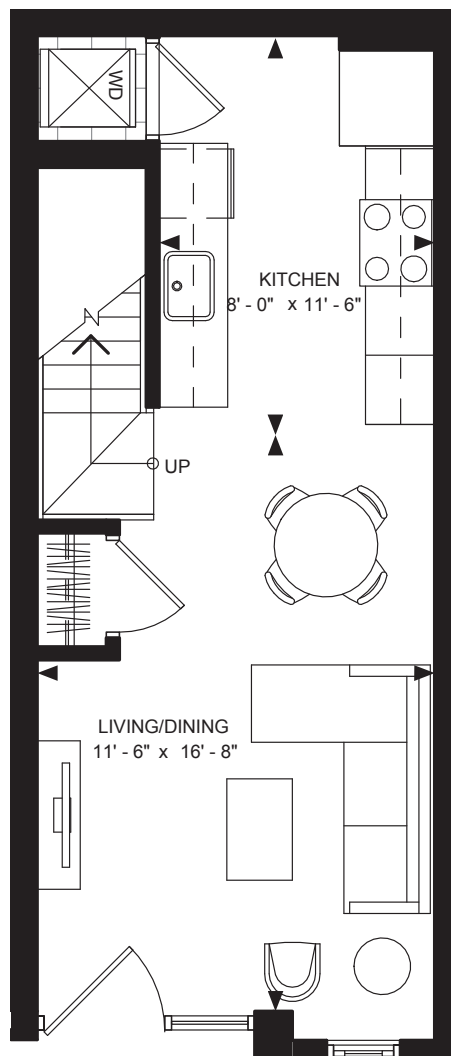 WD
KITCHEN
8' - 0" x 11' - 6"
UP
LIVING/DINING
11' - 6" x 16' - 8"